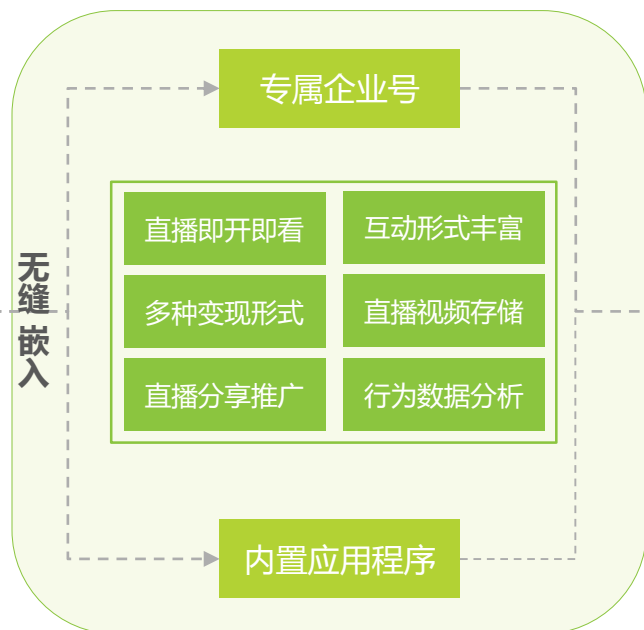 专属企业号
直播即开即看
互动形式丰富
无缝嵌入
多种变现形式
直播视频存储
直播分享推广
行为数据分析
内置应用程序